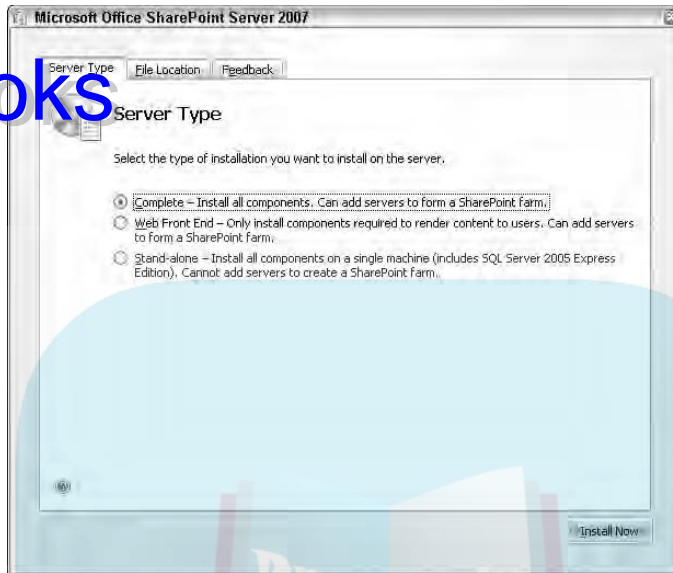 Microsoft Office SharePoint Server 2007
Server Type File Location Feedback
oks
Server Type
Select the type of installation you want to install on the server.
Complete – Install all components. Can add servers to form a SharePoint farm.
Web Front End – Only install components required to render content to users. Can add servers
to form a SharePoint farm.
Stand-alone – Install all components on a single machine (includes SQL Server 2005 Express
Edition). Cannot add servers to create a SharePoint farm.
Install Now